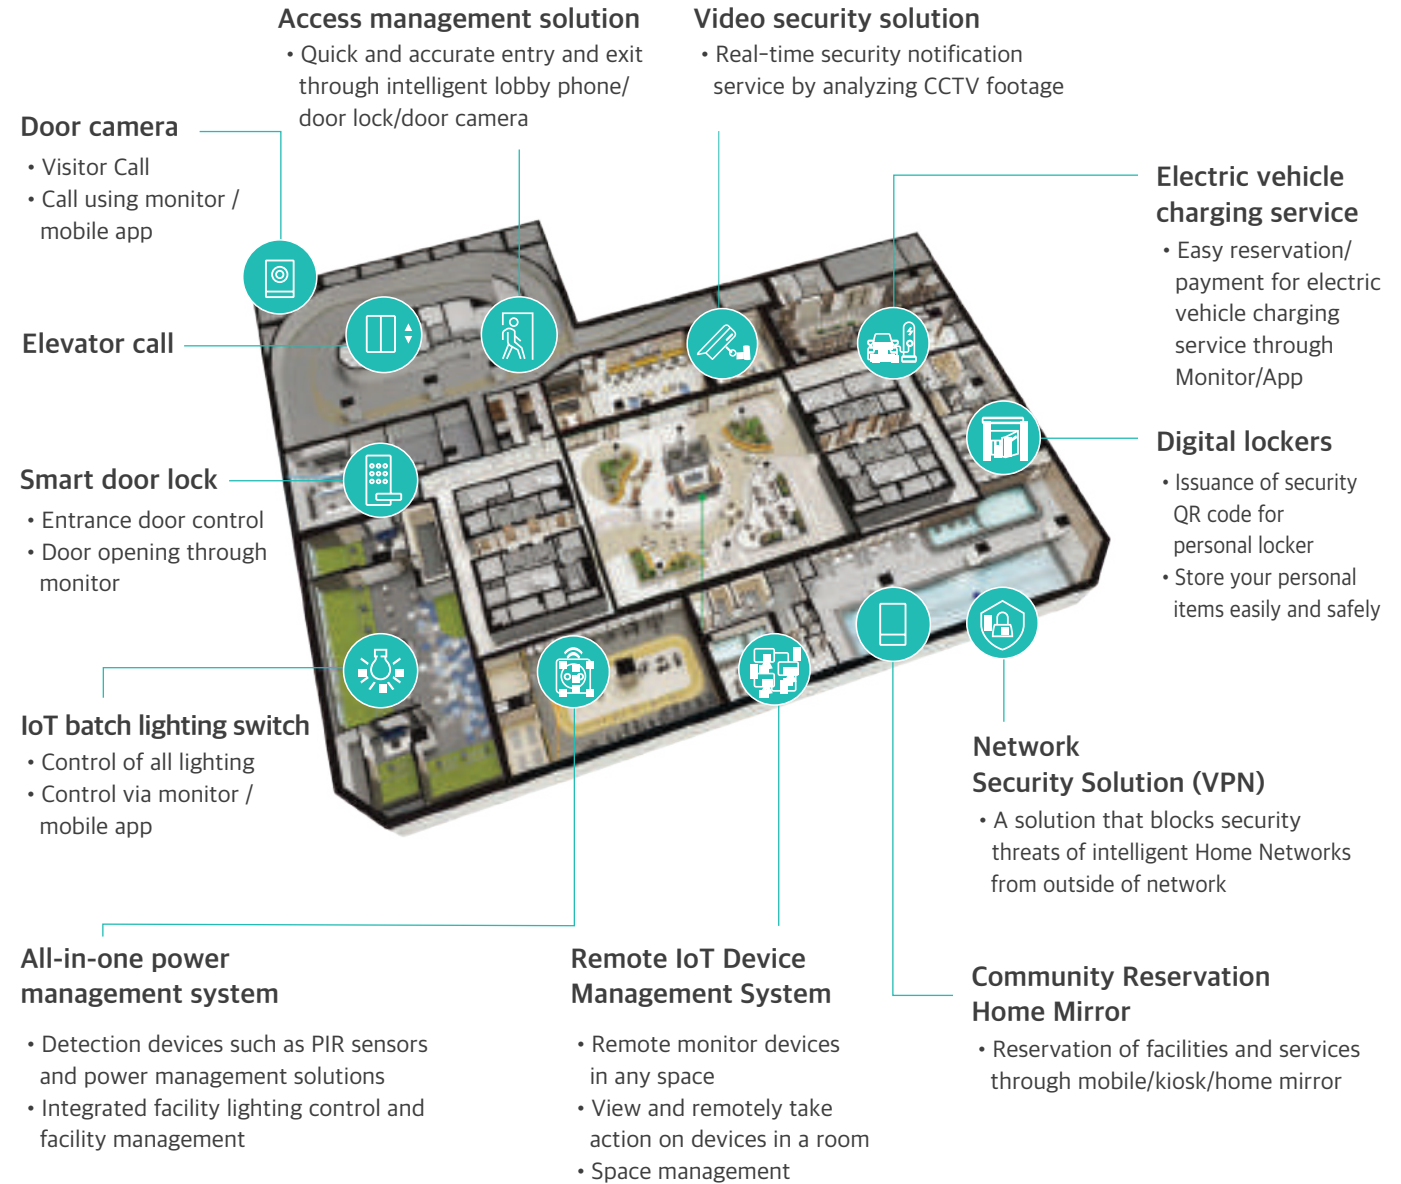 Access management solution
• Quick and accurate entry and exit
through intelligent lobby phone/
door lock/door camera
Video security solution
• Real-time security notification
service by analyzing CCTV footage
Door camera
• Visitor Call
• Call using monitor /
mobile app
Electric vehicle
charging service
• Easy reservation/
payment for electric
vehicle charging
service through
Monitor/App
Elevator call
Digital lockers
• Issuance of security
QR code for
personal locker
• Store your personal
items easily and safely
Smart door lock
• Entrance door control
• Door opening through
monitor
IoT batch lighting switch
• Control of all lighting
• Control via monitor /
mobile app
Network
Security Solution (VPN)
• A solution that blocks security
threats of intelligent Home Networks
from outside of network
All-in-one power
management system
• Detection devices such as PIR sensors
and power management solutions
• Integrated facility lighting control and
facility management
Remote IoT Device
Management System
• Remote monitor devices
in any space
• View and remotely take
action on devices in a room
• Space management
Community Reservation
Home Mirror
• Reservation of facilities and services
through mobile/kiosk/home mirror